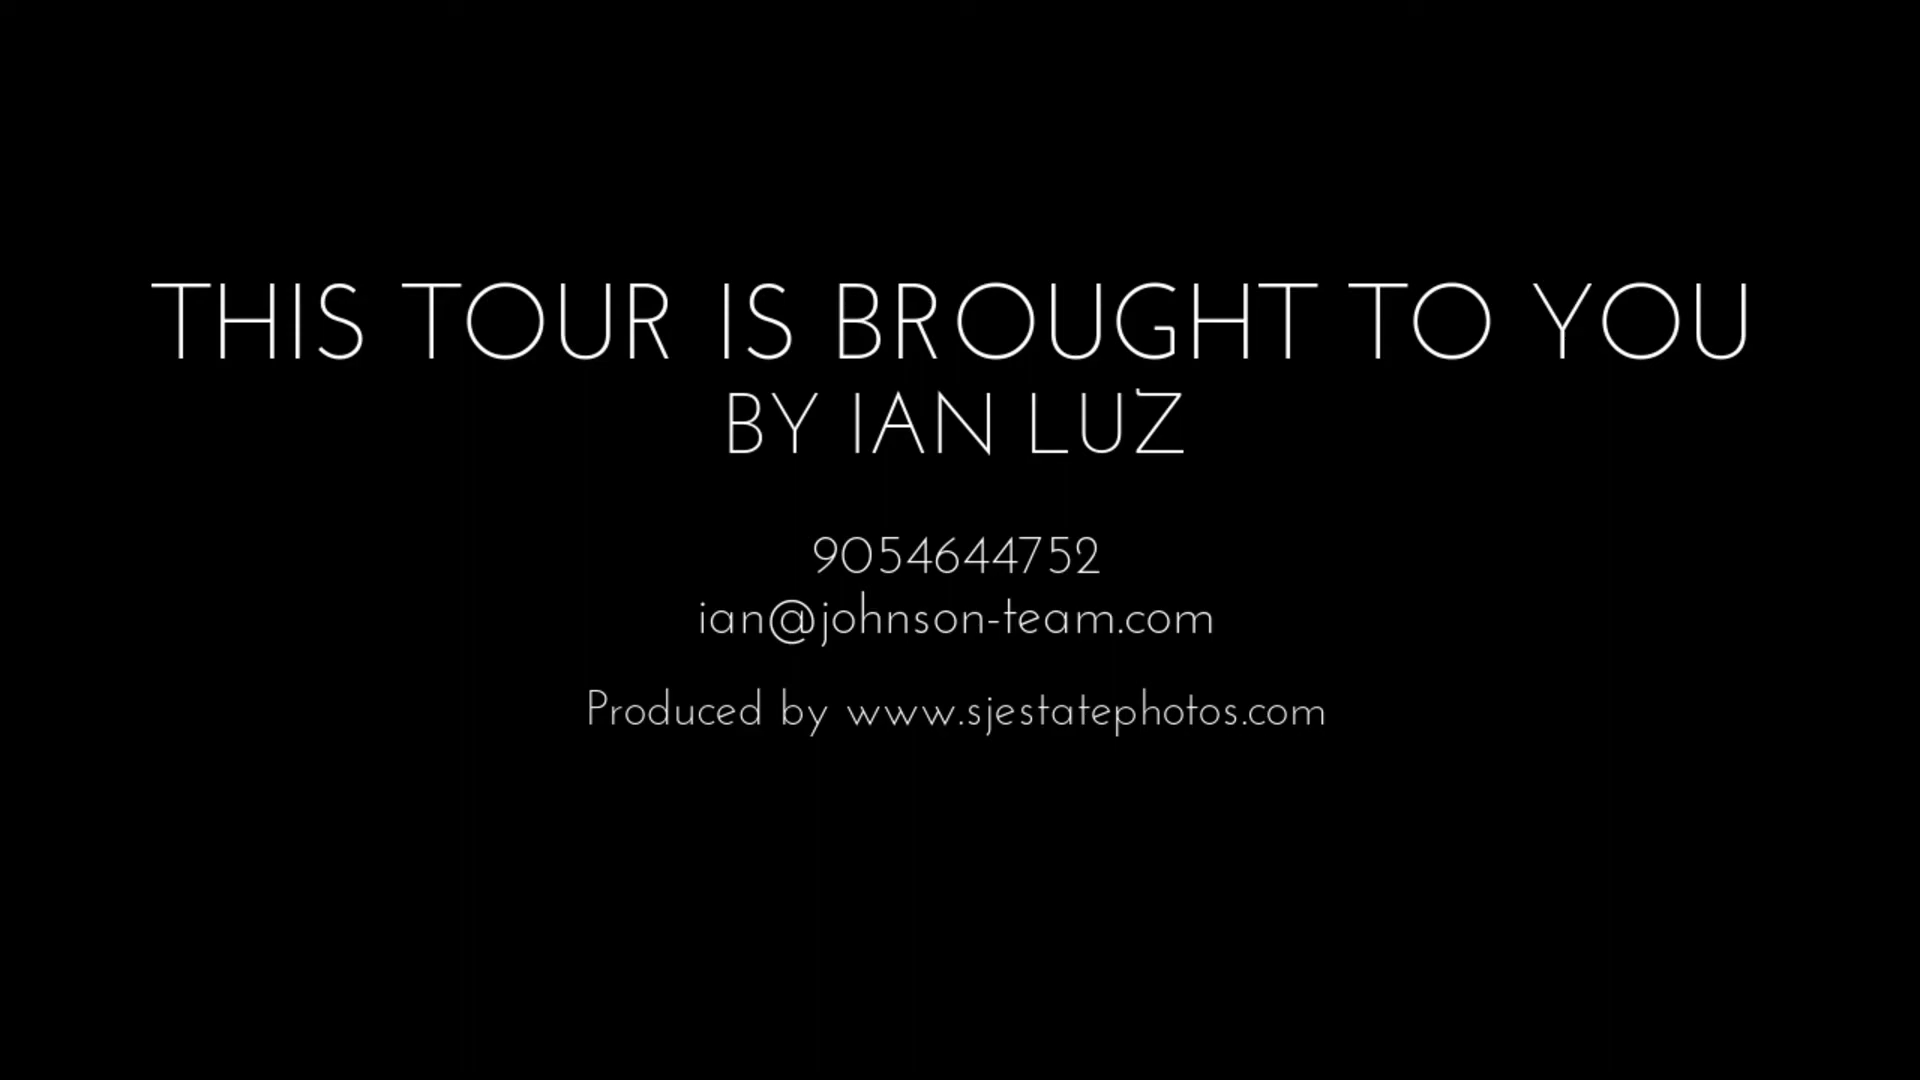 THIS TOUR IS BROUGHT TO YOU
BY IAN LUZ
9054644752
ian@johnson-team.com
Produced by www.sjestatephotos.com